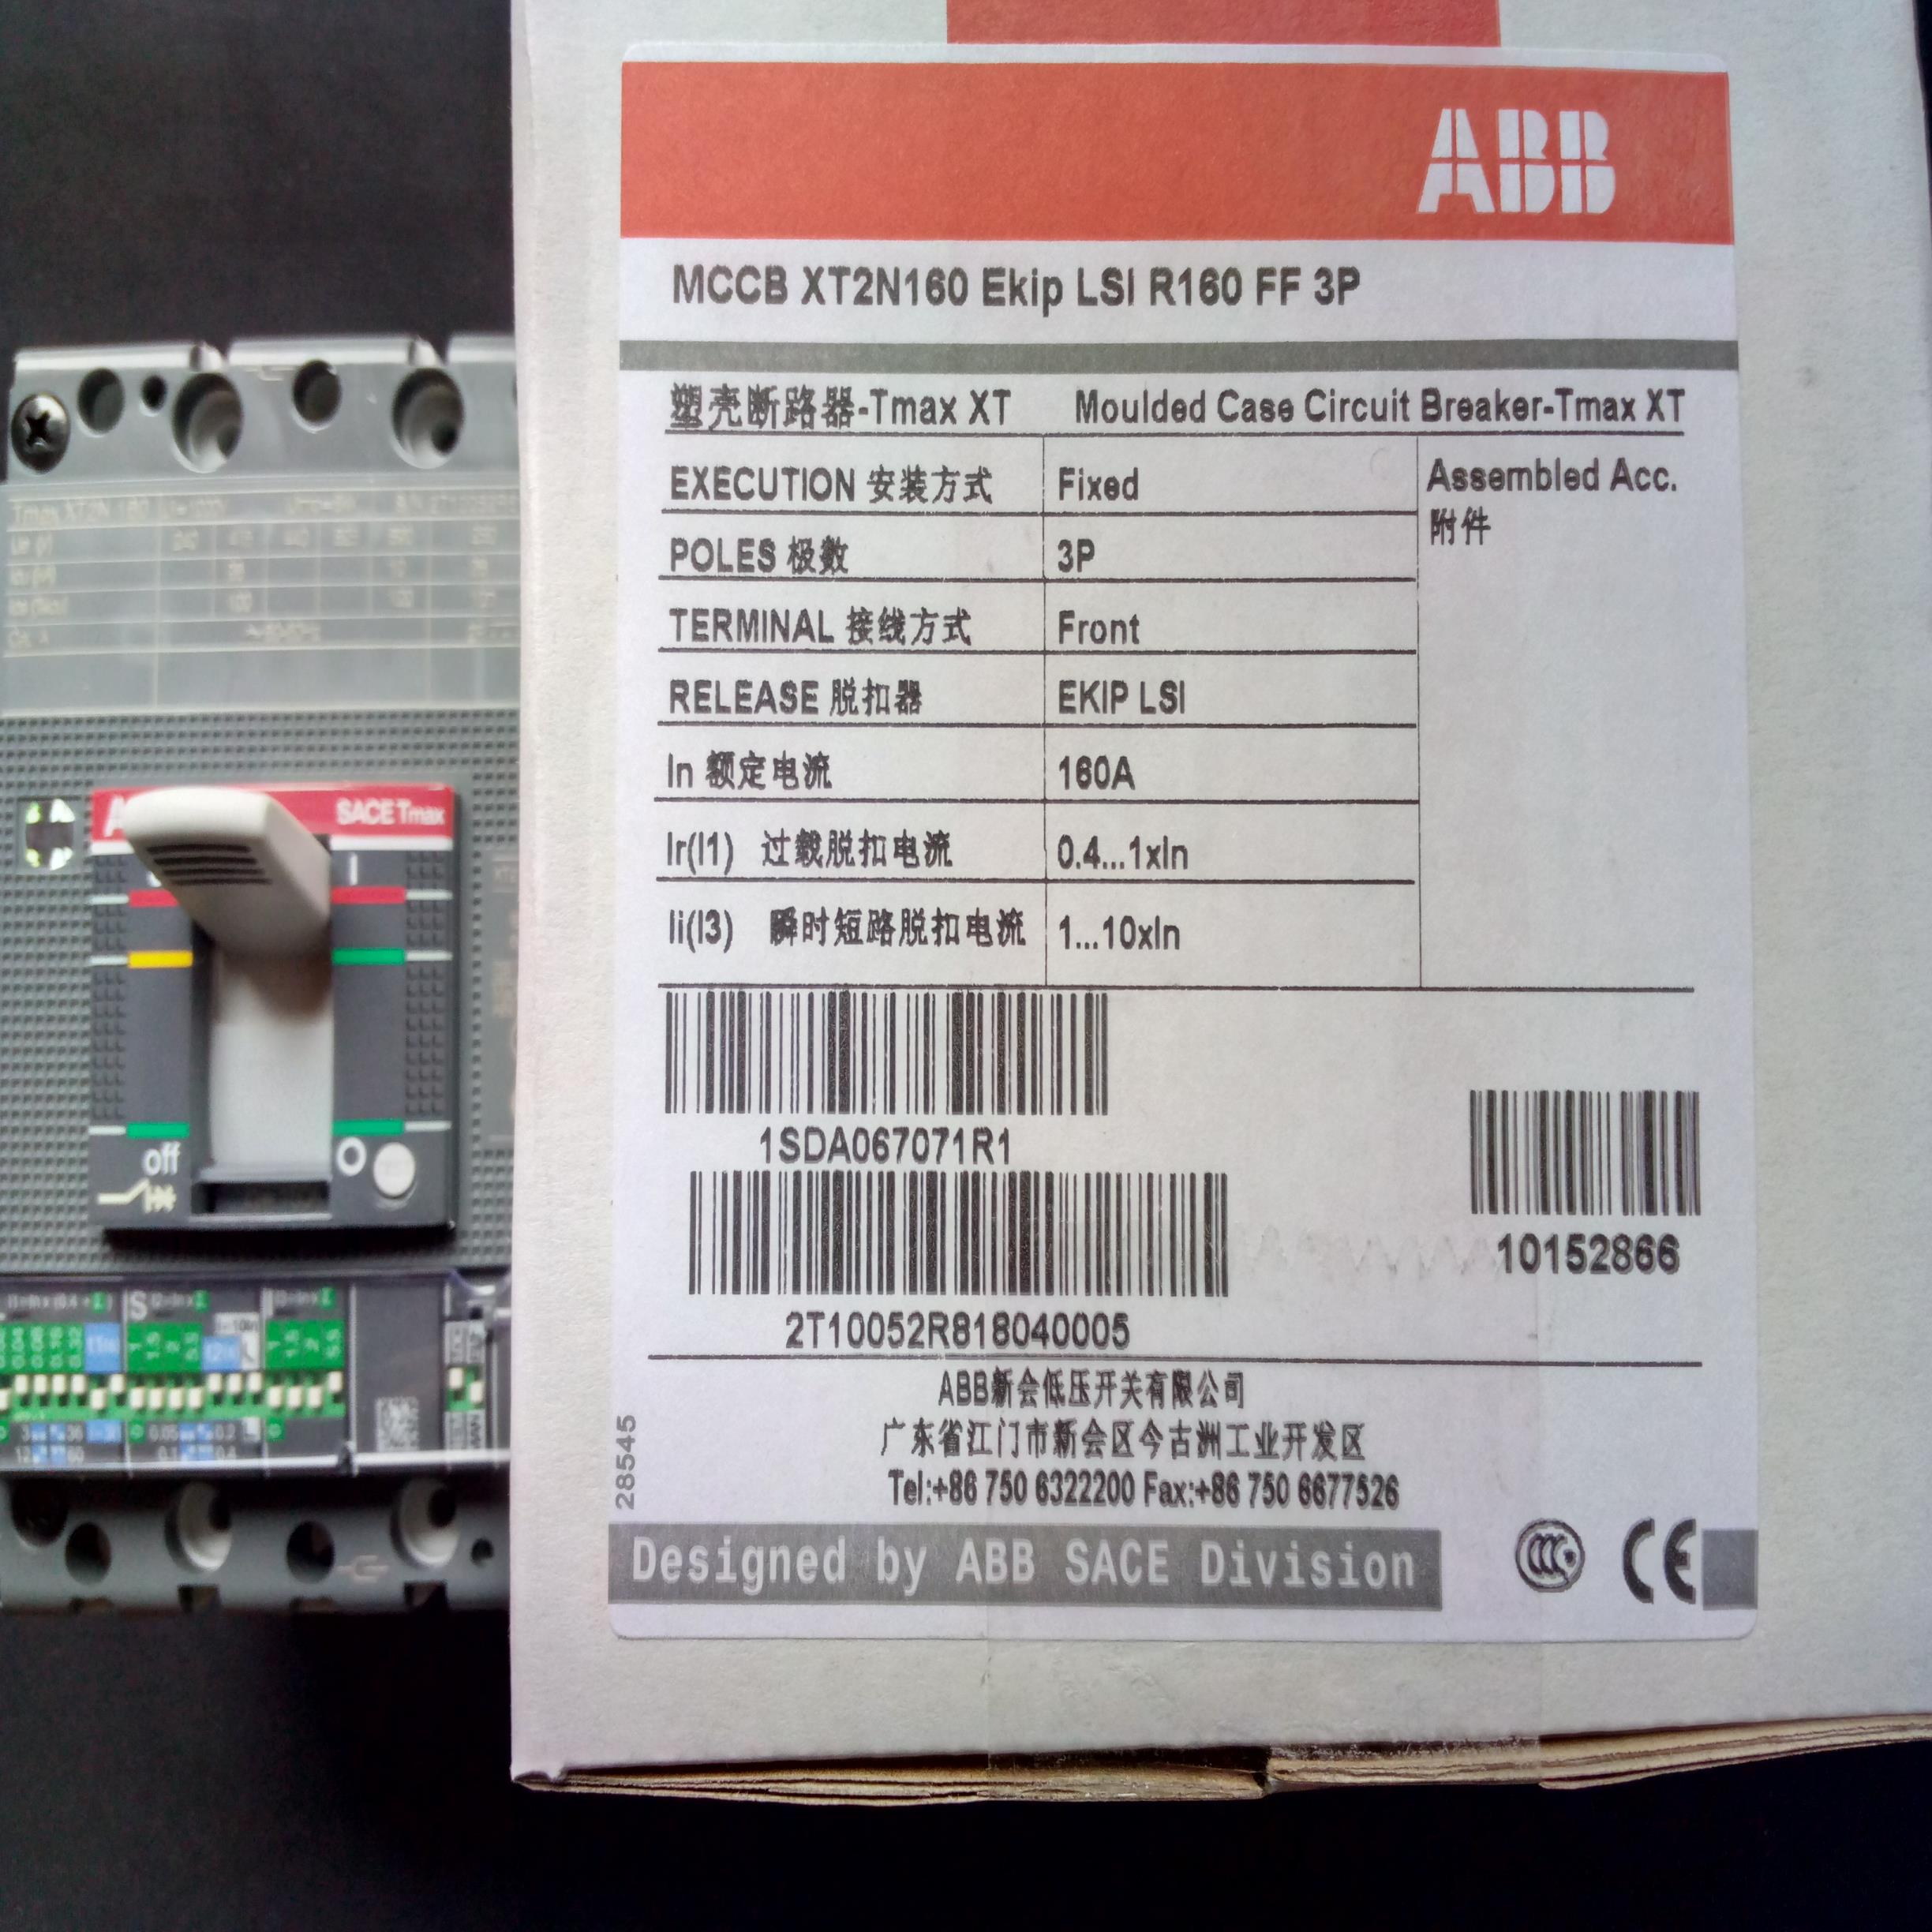 ABB
MCCB XT2N160 Ekip LSI R160 FF 3P
塑壳断路器-Tmax XT Moulded Case Circuit Breaker-Tmax XT
EXECUTION 安装方式 Fixed Assembled Acc.
附件
POLES 极数 3P
TERMINAL 接线方式 Front
RELEASE 脱扣器 EKIP LSI
In 额定电流 160A
Ir(I1) 过载脱扣电流 0.4...1xIn
Ii(I3) 瞬时短路脱扣电流 1...10xIn
1SDA067071R1
10152866
2T10052R818040005
ABB新会低压开关有限公司
广东省江门市新会区今古洲工业开发区
Tel:+86 750 6322200 Fax:+86 750 6677526
28545
Designed by ABB SACE Division
CCC CE
Tmax XT2N 160
SACE Tmax
I
off O
S